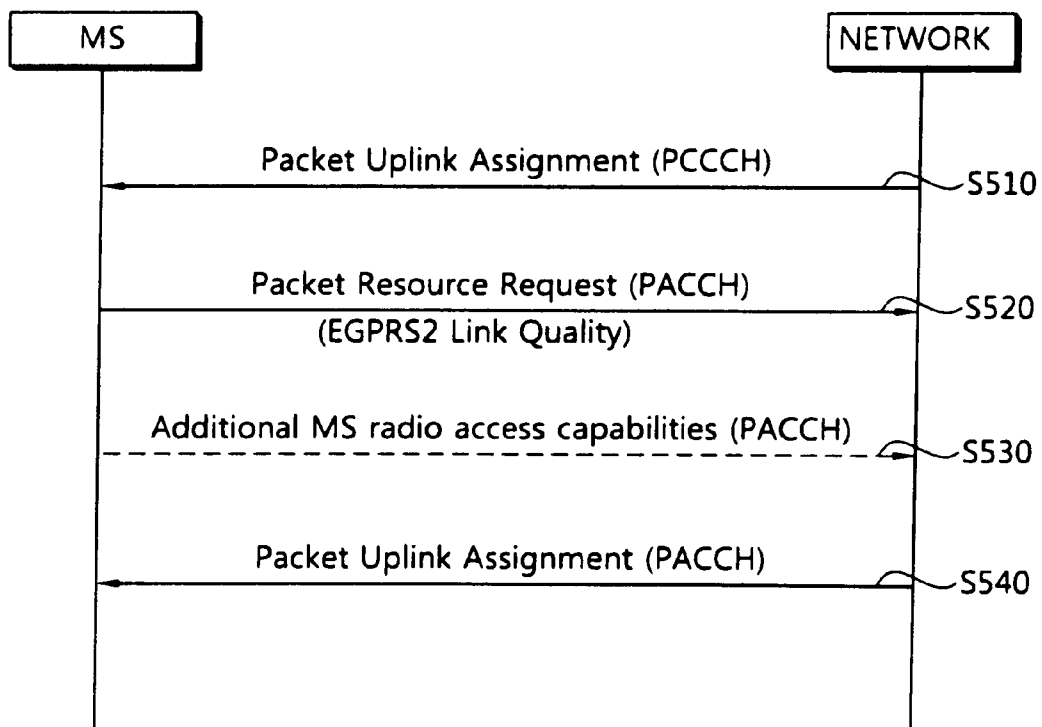 MS
NETWORK
Packet Uplink Assignment (PCCCH)
S510
Packet Resource Request (PACCH)
S520
(EGPRS2 Link Quality)
Additional MS radio access capabilities (PACCH)
S530
Packet Uplink Assignment (PACCH)
S540